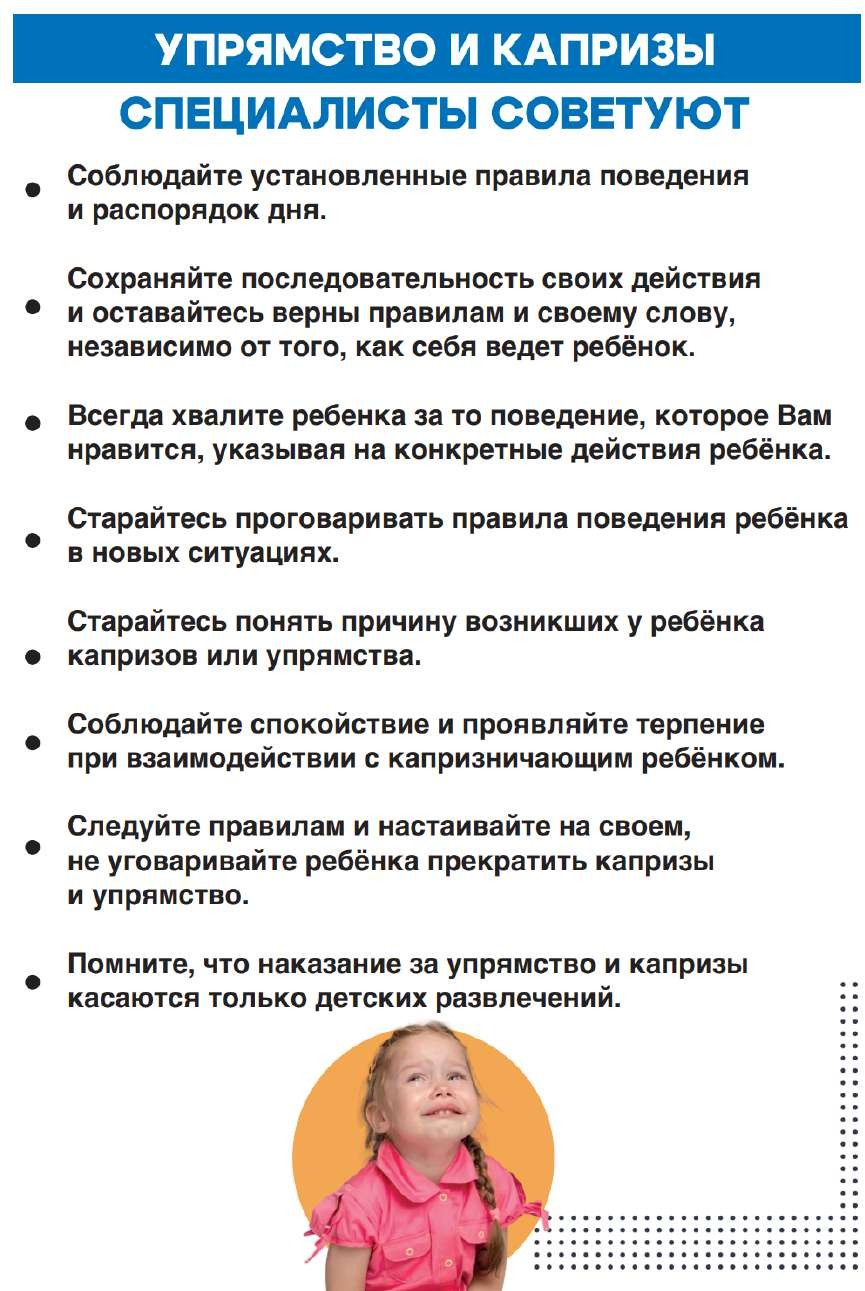 УПРЯМСТВО И КАПРИЗЫ
СПЕЦИАЛИСТЫ СОВЕТУЮТ
• Соблюдайте установленные правила поведения
и распорядок дня.
• Сохраняйте последовательность своих действия
и оставайтесь верны правилам и своему слову,
независимо от того, как себя ведет ребёнок.
• Всегда хвалите ребенка за то поведение, которое Вам
нравится, указывая на конкретные действия ребёнка.
• Старайтесь проговаривать правила поведения ребёнка
в новых ситуациях.
• Старайтесь понять причину возникших у ребёнка
капризов или упрямства.
• Соблюдайте спокойствие и проявляйте терпение
при взаимодействии с капризничающим ребёнком.
• Следуйте правилам и настаивайте на своем,
не уговаривайте ребёнка прекратить капризы
и упрямство.
• Помните, что наказание за упрямство и капризы
касаются только детских развлечений.